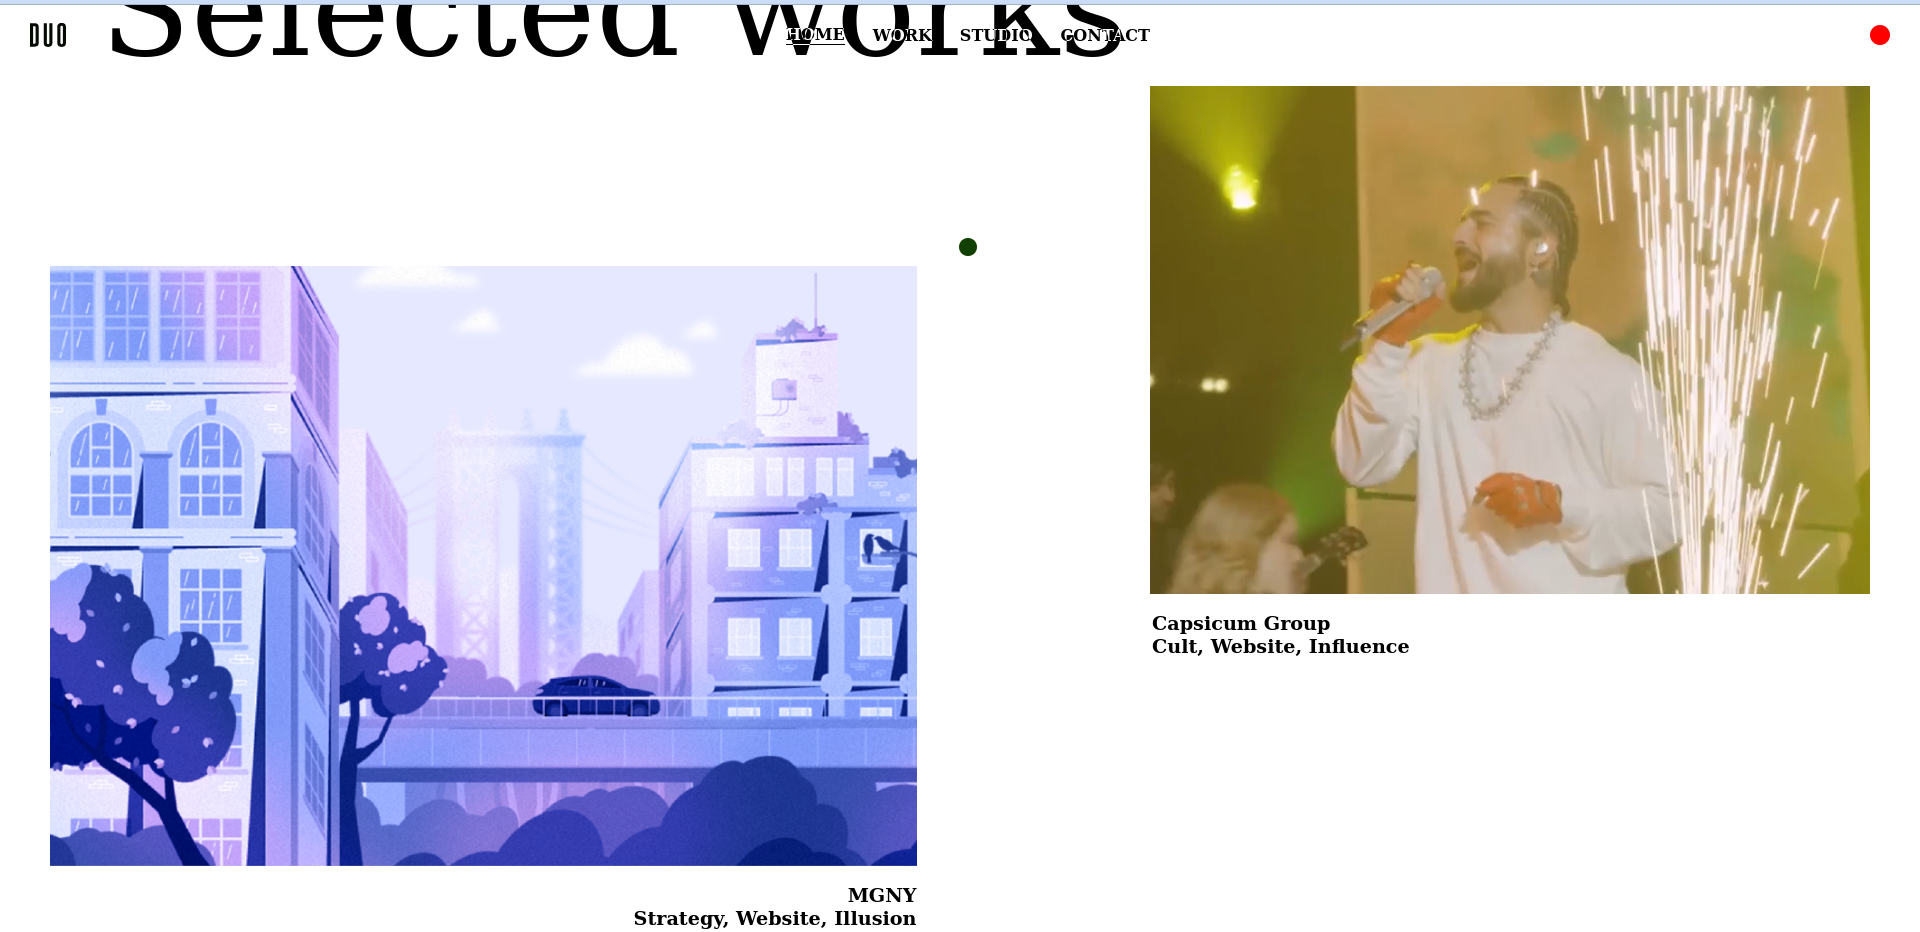 Selected Works
DUO
HOME
WORK
STUDIO
CONTACT
Capsicum Group
Cult, Website, Influence
MGNY
Strategy, Website, Illusion